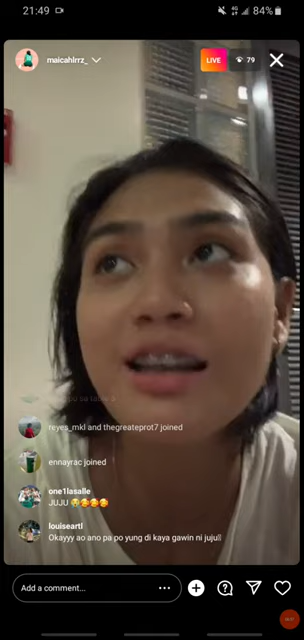 21:49
4G
84%
maicahlrrz_
LIVE
79
reyes_mkl and thegreateprot7 joined
ennayrac joined
one1lasalle
JUJU 😭🥰🥰🥰
louiseartl
Okayyy ao ano pa po yung di kaya gawin ni juju!!
Add a comment...